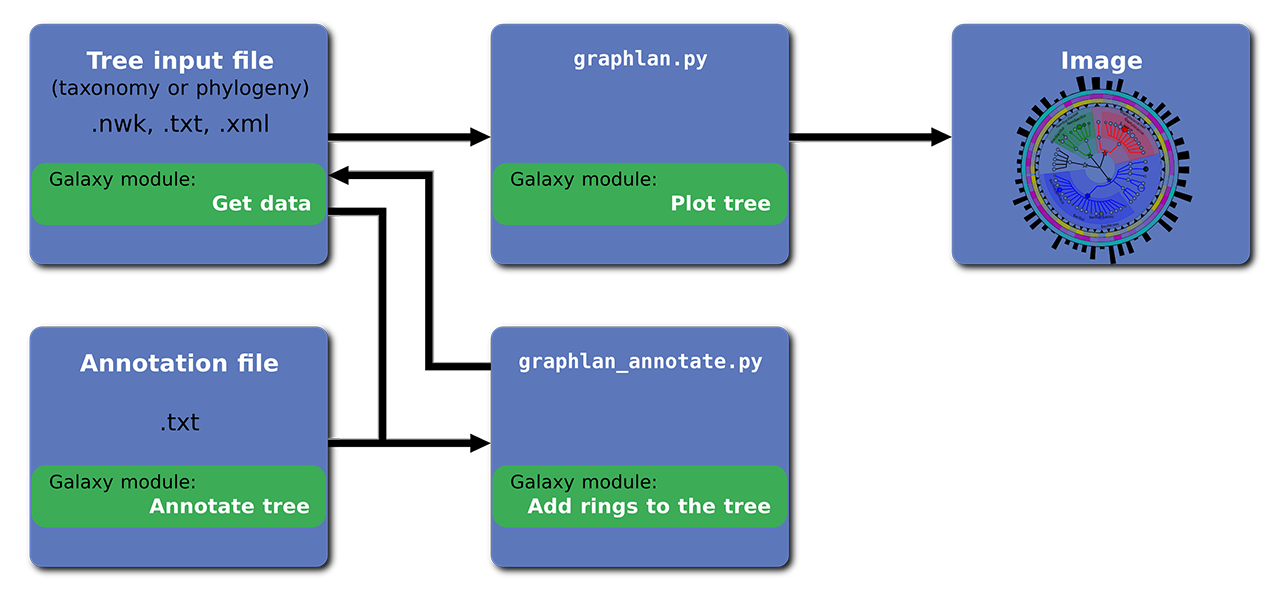 Tree input file
(taxonomy or phylogeny)
.nwk, .txt, .xml
Galaxy module:
Get data
graphlan.py
Galaxy module:
Plot tree
Image
Annotation file
.txt
Galaxy module:
Annotate tree
graphlan_annotate.py
Galaxy module:
Add rings to the tree